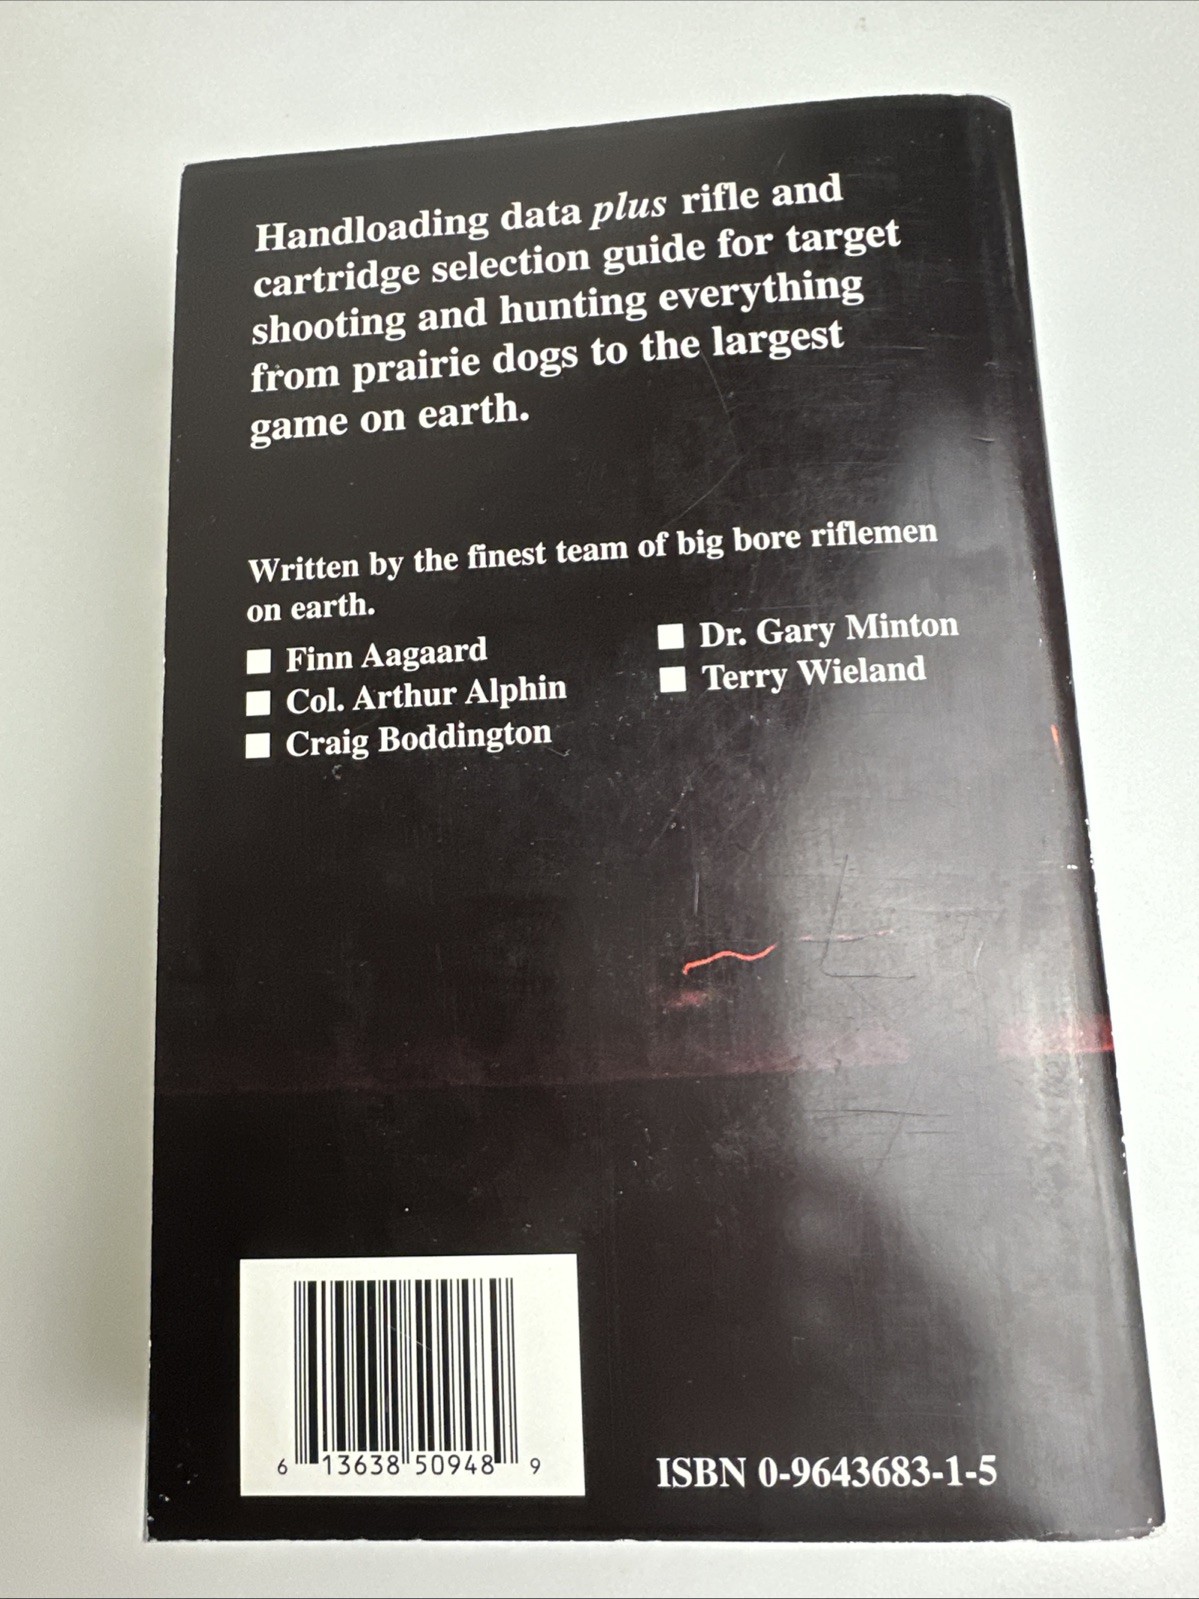 Handloading data plus rifle and
cartridge selection guide for target
shooting and hunting everything
from prairie dogs to the largest
game on earth.
Written by the finest team of big bore riflemen
on earth.
■ Finn Aagaard
■ Col. Arthur Alphin
■ Craig Boddington
■ Dr. Gary Minton
■ Terry Wieland
6 13638 50948 9
ISBN 0-9643683-1-5